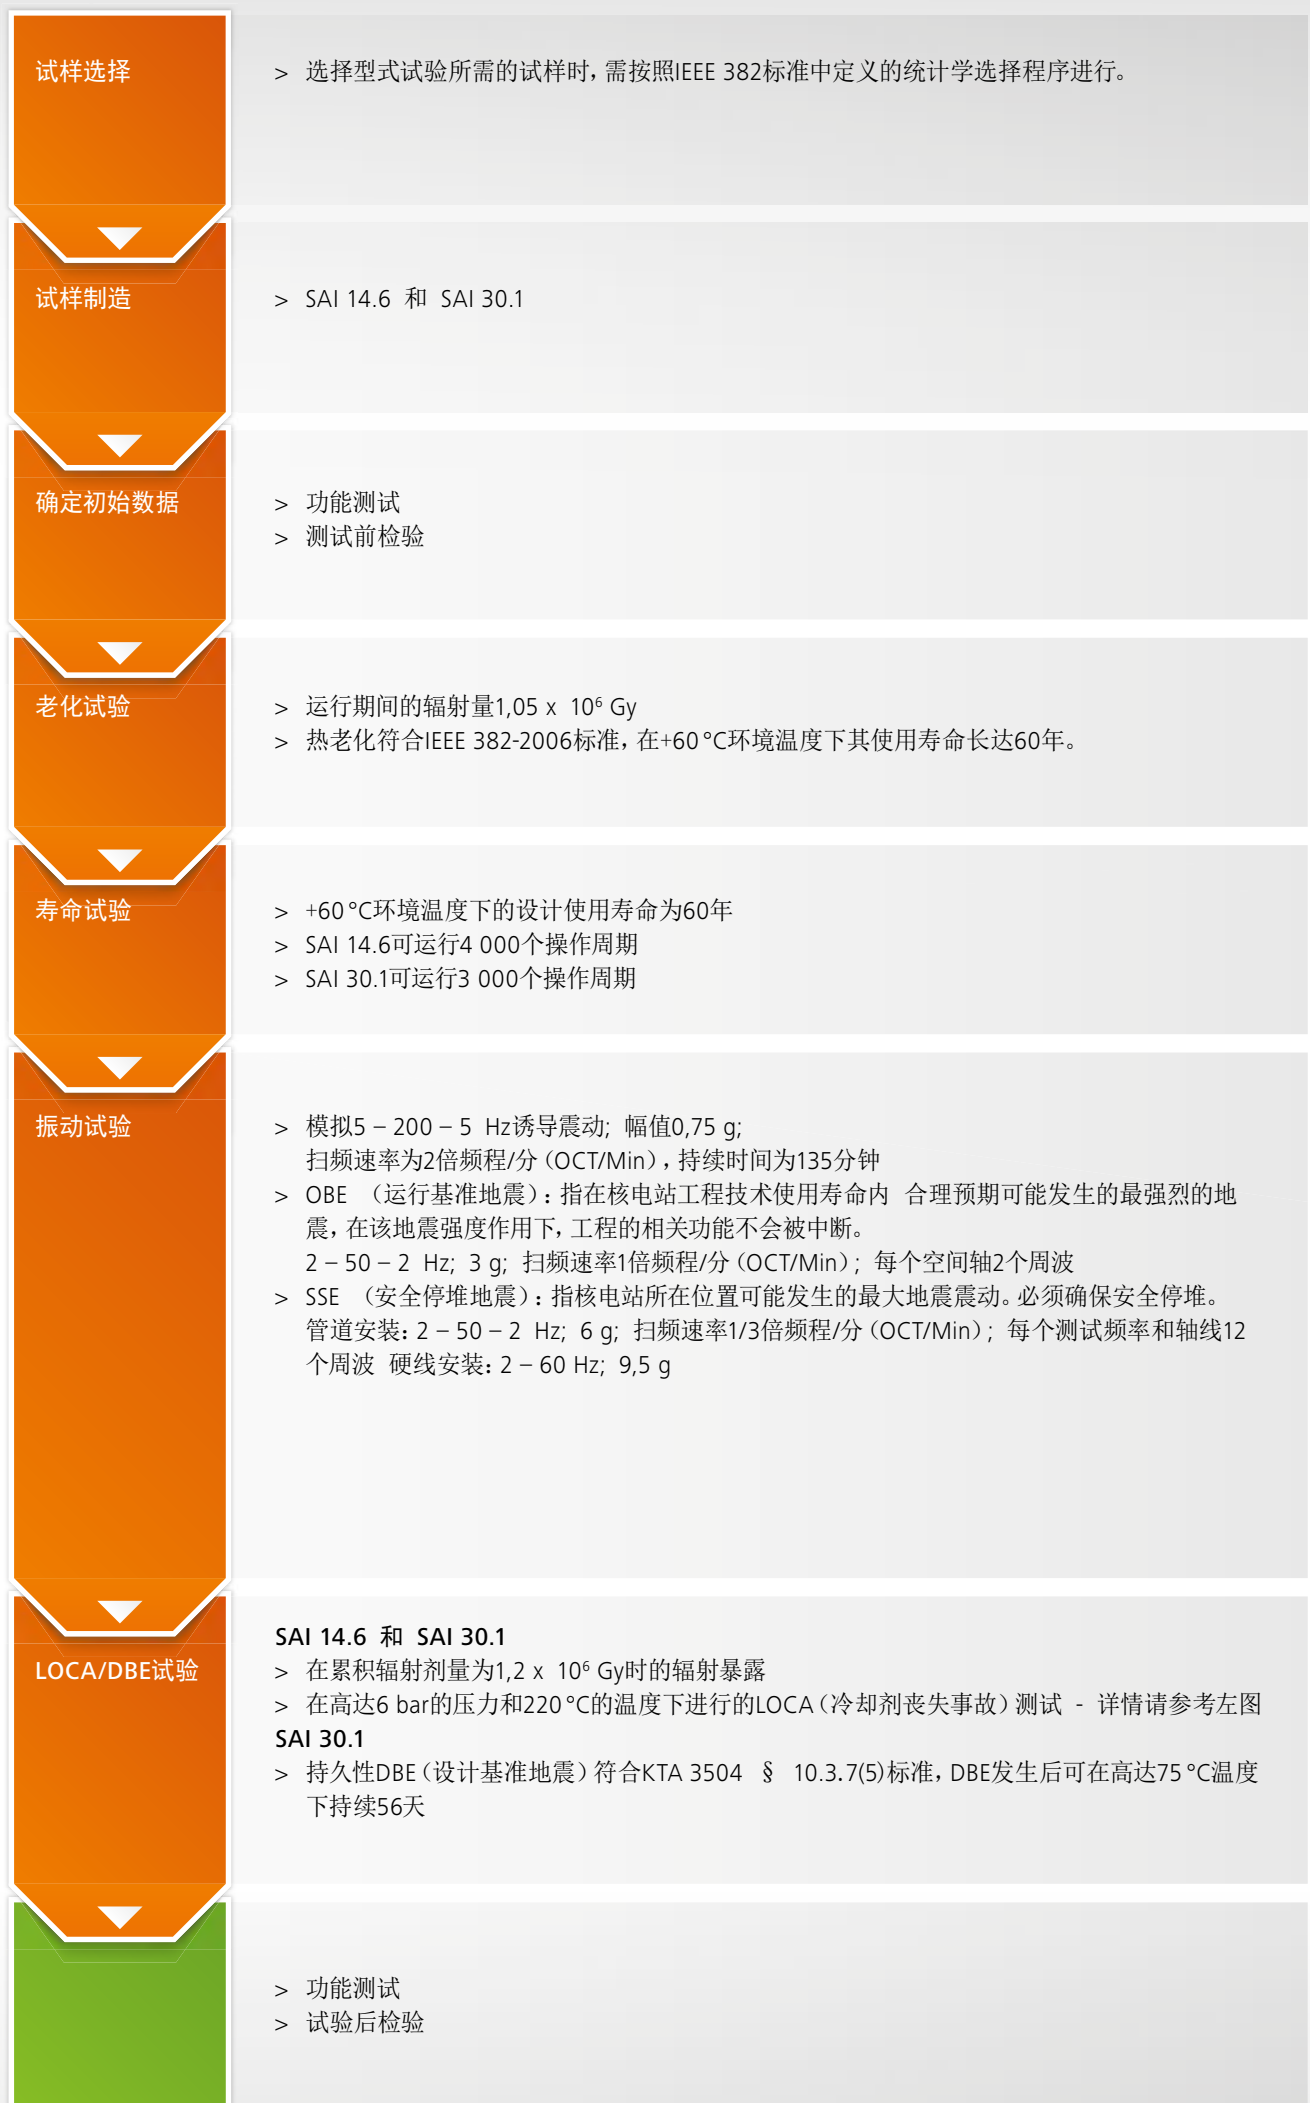 试样选择
> 选择型式试验所需的试样时,需按照IEEE 382标准中定义的统计学选择程序进行。
试样制造
> SAI 14.6 和 SAI 30.1
确定初始数据
> 功能测试
> 测试前检验
老化试验
> 运行期间的辐射量1,05 x 10⁶ Gy
> 热老化符合IEEE 382-2006标准,在+60 °C环境温度下其使用寿命长达60年。
寿命试验
> +60 °C环境温度下的设计使用寿命为60年
> SAI 14.6可运行4 000个操作周期
> SAI 30.1可运行3 000个操作周期
振动试验
> 模拟5 – 200 – 5 Hz诱导震动; 幅值0,75 g;
扫频速率为2倍频程/分(OCT/Min),持续时间为135分钟
> OBE (运行基准地震):指在核电站工程技术使用寿命内 合理预期可能发生的最强烈的地
震,在该地震强度作用下,工程的相关功能不会被中断。
2 – 50 – 2 Hz; 3 g; 扫频速率1倍频程/分(OCT/Min); 每个空间轴2个周波
> SSE (安全停堆地震):指核电站所在位置可能发生的最大地震震动。必须确保安全停堆。
管道安装:2 – 50 – 2 Hz; 6 g; 扫频速率1/3倍频程/分(OCT/Min); 每个测试频率和轴线12
个周波 硬线安装:2 – 60 Hz; 9,5 g
LOCA/DBE试验
SAI 14.6 和 SAI 30.1
> 在累积辐射剂量为1,2 x 10⁶ Gy时的辐射暴露
> 在高达6 bar的压力和220 °C的温度下进行的LOCA(冷却剂丧失事故)测试 - 详情请参考左图
SAI 30.1
> 持久性DBE(设计基准地震)符合KTA 3504 § 10.3.7(5)标准,DBE发生后可在高达75 °C温度
下持续56天
> 功能测试
> 试验后检验